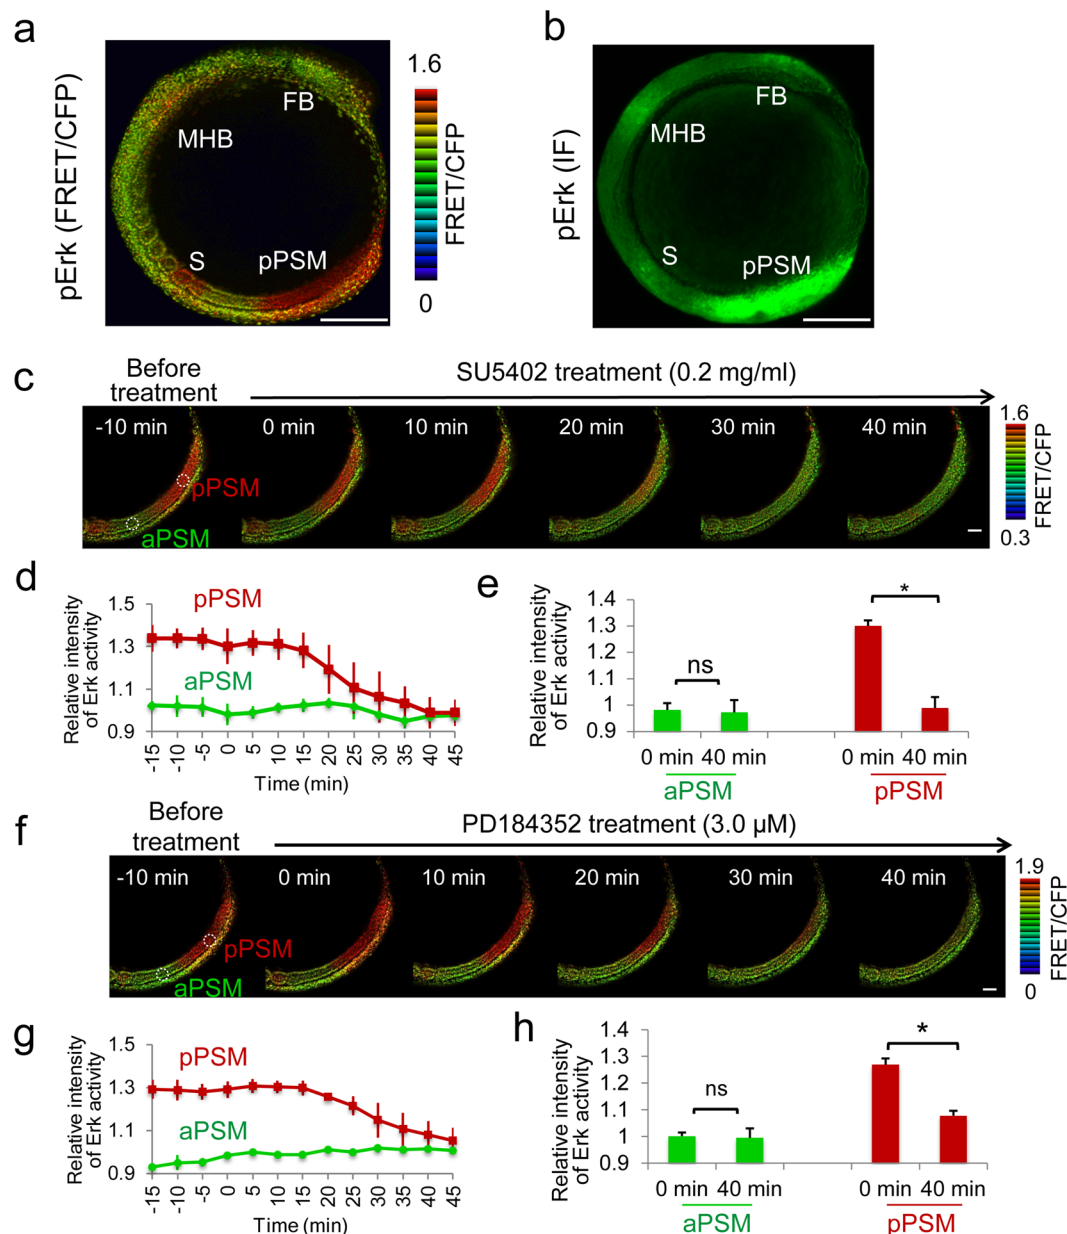 a
pErk (FRET/CFP)
FB
MHB
S
pPSM
1.6
FRET/CFP
0
b
pErk (IF)
FB
MHB
S
pPSM
c
Before
treatment
SU5402 treatment (0.2 mg/ml)
-10 min 0 min 10 min 20 min 30 min 40 min
pPSM
aPSM
1.6
FRET/CFP
0.3
d
Relative intensity
of Erk activity
pPSM
aPSM
1.5
1.3
1.1
0.9
-15 -10 -5 0 5 10 15 20 25 30 35 40 45
Time (min)
e
Relative intensity
of Erk activity
1.4
1.3
1.2
1.1
1
0.9
ns
*
0 min 40 min 0 min 40 min
aPSM pPSM
f
Before
treatment
PD184352 treatment (3.0 µM)
-10 min 0 min 10 min 20 min 30 min 40 min
pPSM
aPSM
1.9
FRET/CFP
0
g
Relative intensity
of Erk activity
pPSM
aPSM
1.5
1.3
1.1
0.9
-15 -10 -5 0 5 10 15 20 25 30 35 40 45
Time (min)
h
Relative intensity
of Erk activity
1.4
1.3
1.2
1.1
1
0.9
ns
*
0 min 40 min 0 min 40 min
aPSM pPSM